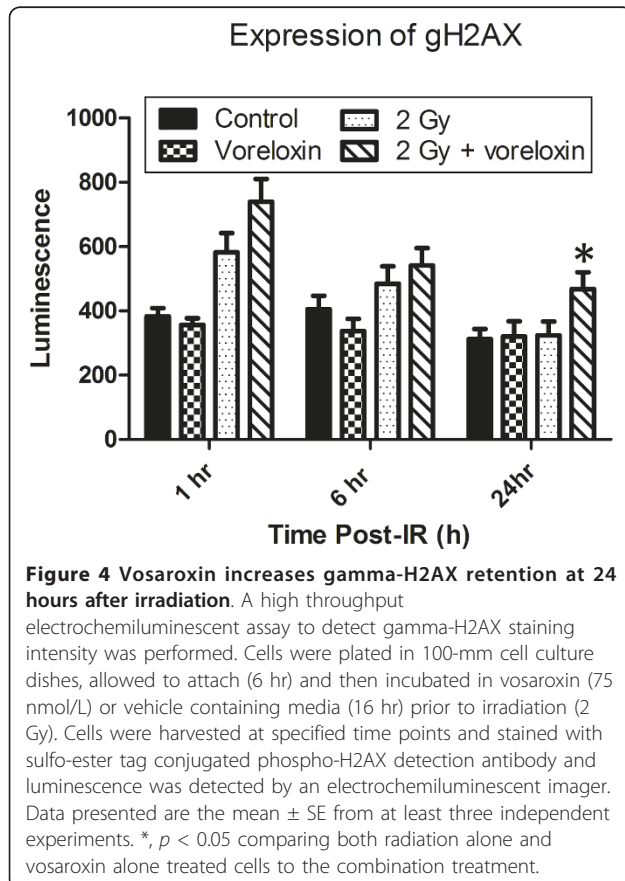 Expression of gH2AX
1000
800
600
400
200
0
Luminescence
Control
2 Gy
Voreloxin
2 Gy + voreloxin
*
1 hr
6 hr
24hr
Time Post-IR (h)
Figure 4 Vosaroxin increases gamma-H2AX retention at 24
hours after irradiation. A high throughput
electrochemiluminescent assay to detect gamma-H2AX staining
intensity was performed. Cells were plated in 100-mm cell culture
dishes, allowed to attach (6 hr) and then incubated in vosaroxin (75
nmol/L) or vehicle containing media (16 hr) prior to irradiation (2
Gy). Cells were harvested at specified time points and stained with
sulfo-ester tag conjugated phospho-H2AX detection antibody and
luminescence was detected by an electrochemiluminescent imager.
Data presented are the mean ± SE from at least three independent
experiments. *, p < 0.05 comparing both radiation alone and
vosaroxin alone treated cells to the combination treatment.